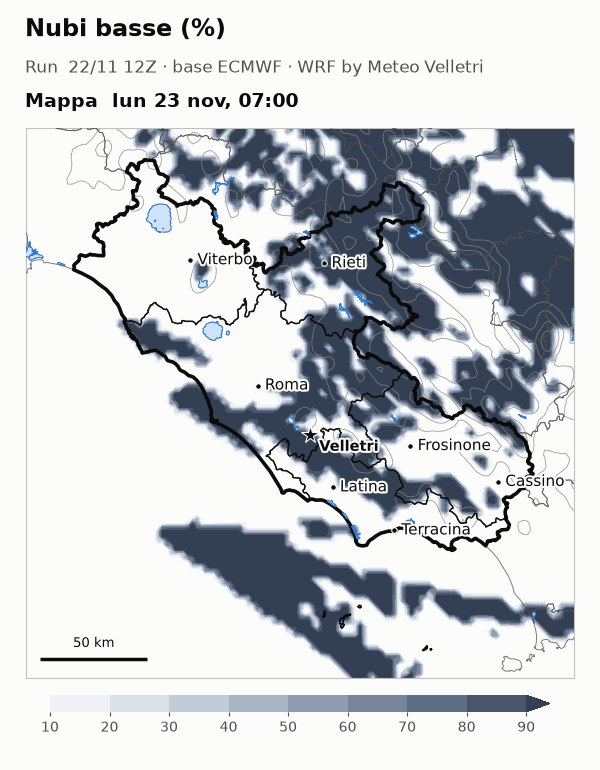 Nubi basse (%)
Run 22/11 12Z · base ECMWF · WRF by Meteo Velletri
Mappa lun 23 nov, 07:00
Viterbo
Rieti
Roma
Velletri
Frosinone
Cassino
Latina
Terracina
50 km
10 20 30 40 50 60 70 80 90